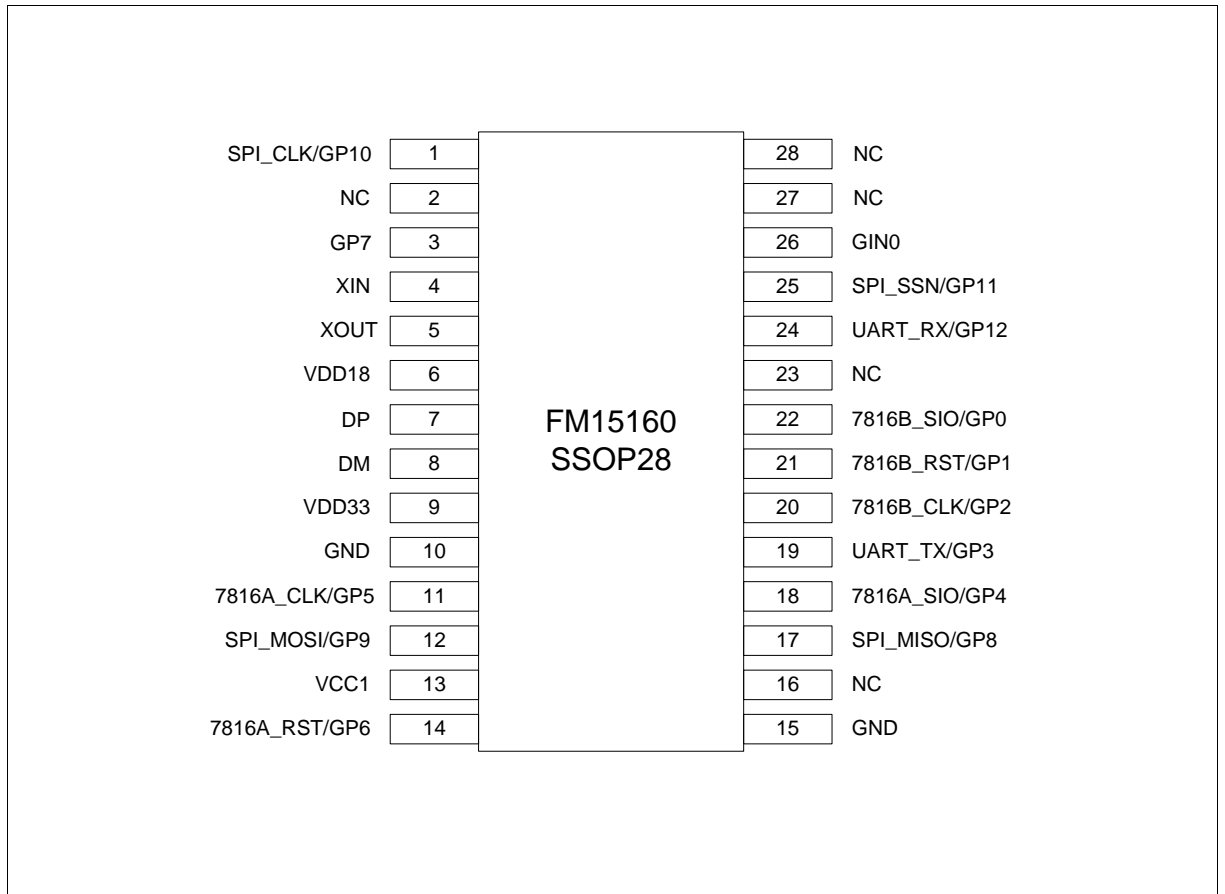 SPI_CLK/GP10 1 28 NC
NC 2 27 NC
GP7 3 26 GIN0
XIN 4 25 SPI_SSN/GP11
XOUT 5 24 UART_RX/GP12
VDD18 6 23 NC
DP 7 22 7816B_SIO/GP0
FM15160
SSOP28
DM 8 21 7816B_RST/GP1
VDD33 9 20 7816B_CLK/GP2
GND 10 19 UART_TX/GP3
7816A_CLK/GP5 11 18 7816A_SIO/GP4
SPI_MOSI/GP9 12 17 SPI_MISO/GP8
VCC1 13 16 NC
7816A_RST/GP6 14 15 GND